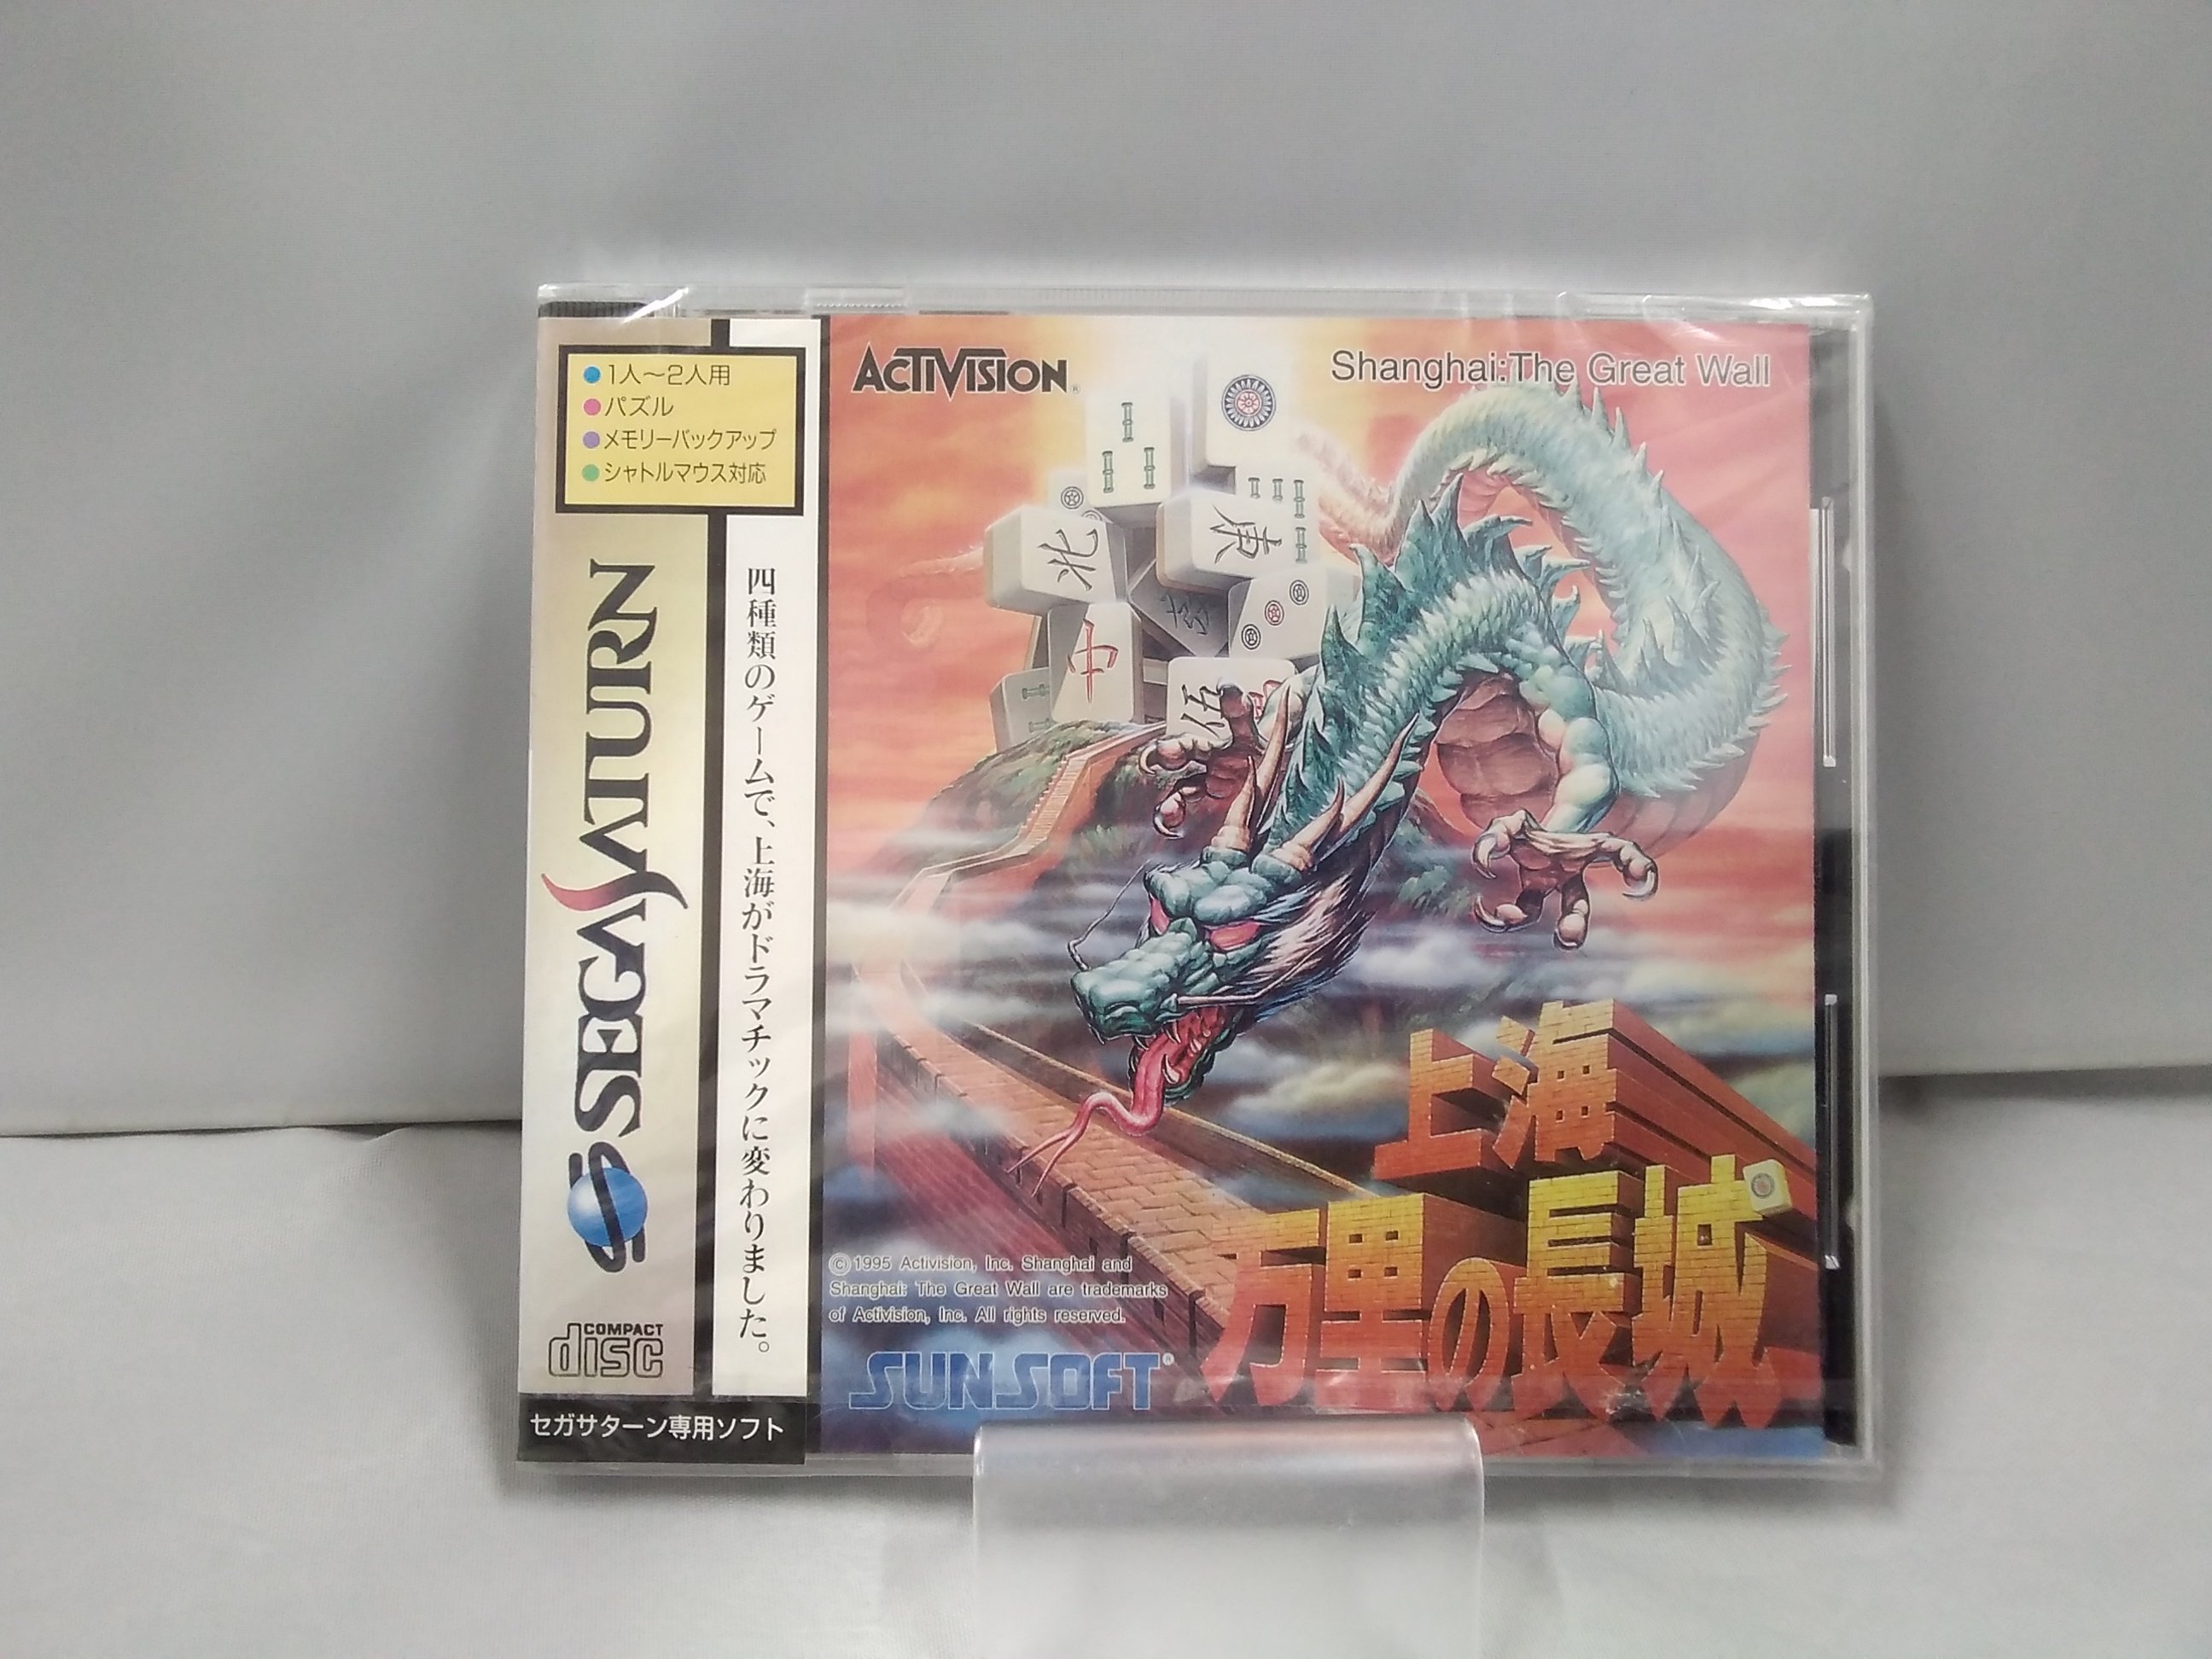 ●1人～2人用
●パズル
●メモリーバックアップ
●シャトルマウス対応
SEGA SATURN
COMPACT
disc
四種類のゲームで、上海がドラマチックに変わりました。
セガサターン専用ソフト
ACTIVISION®
Shanghai:The Great Wall
北
東
中
伍
上海
万里の長城
©1995 Activision, Inc. Shanghai and
Shanghai: The Great Wall are trademarks
of Activision, Inc. All rights reserved.
SUNSOFT®